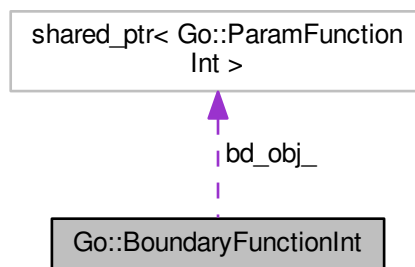 shared_ptr< Go::ParamFunction
Int >
bd_obj_
Go::BoundaryFunctionInt